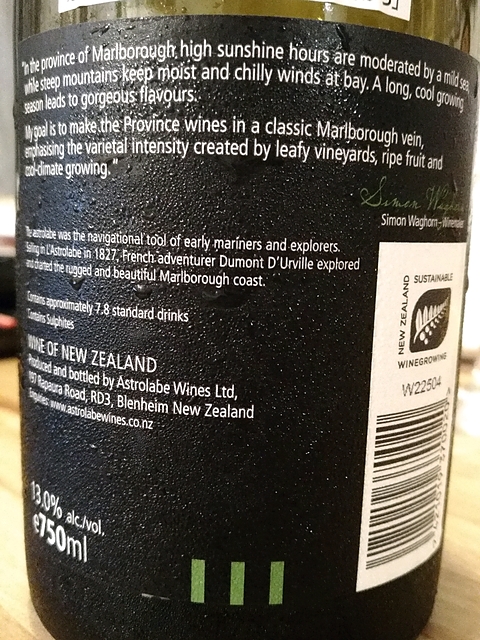 "In the province of Marlborough high sunshine hours are moderated by a mild sea,
while steep mountains keep moist and chilly winds at bay. A long, cool growing
season leads to gorgeous flavours.
My goal is to make the Province wines in a classic Marlborough vein,
emphasising the varietal intensity created by leafy vineyards, ripe fruit and
cool-climate growing."
Simon
Simon Waghorn - Winemaker
The astrolabe was the navigational tool of early mariners and explorers.
Sailing in L'Astrolabe in 1827, French adventurer Dumont D'Urville explored
and charted the rugged and beautiful Marlborough coast.
Contains approximately 7.8 standard drinks
Contains Sulphites
WINE OF NEW ZEALAND
Produced and bottled by Astrolabe Wines Ltd,
Rapaura Road, RD3, Blenheim New Zealand
Enquiries: www.astrolabewines.co.nz
13.0% alc./vol.
e750ml
SUSTAINABLE
NEW ZEALAND
WINEGROWING
W22504